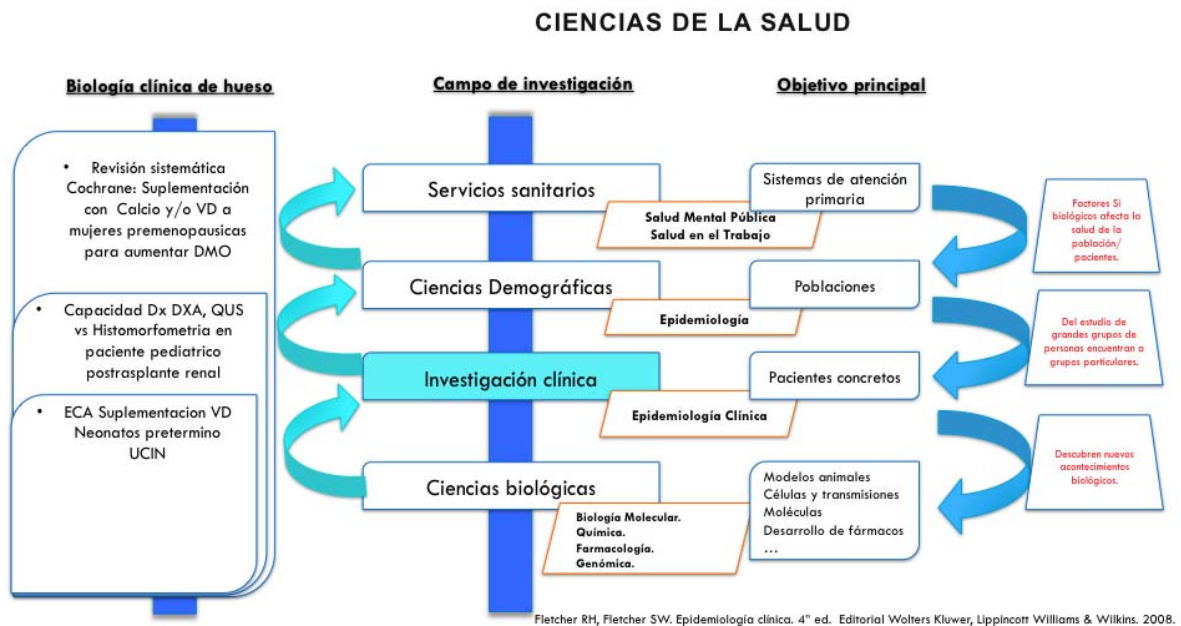 CIENCIAS DE LA SALUD
Biología clínica de hueso
• Revisión sistemática
Cochrane: Suplementación
con Calcio y/o VD a
mujeres premenopausicas
para aumentar DMO
• Capacidad Dx DXA, QUS
vs Histomorfometria en
paciente pediatrico
postrasplante renal
• ECA Suplementacion VD
Neonatos pretermino
UCIN
Campo de investigación
Servicios sanitarios
Salud Mental Pública
Salud en el Trabajo
Ciencias Demográficas
Epidemiología
Investigación clínica
Epidemiología Clínica
Ciencias biológicas
Biología Molecular.
Química.
Farmacología.
Genómica.
Objetivo principal
Sistemas de atención
primaria
Poblaciones
Pacientes concretos
Modelos animales
Células y transmisiones
Moléculas
Desarrollo de fármacos
...
Factores Si
biológicos afecta la
salud de la
población/
pacientes.
Del estudio de
grandes grupos de
personas encuentran a
grupos particulares.
Descubren nuevos
acontecimientos
biológicos.
Fletcher RH, Fletcher SW. Epidemiología clínica. 4° ed. Editorial Wolters Kluwer, Lippincott Williams & Wilkins. 2008.